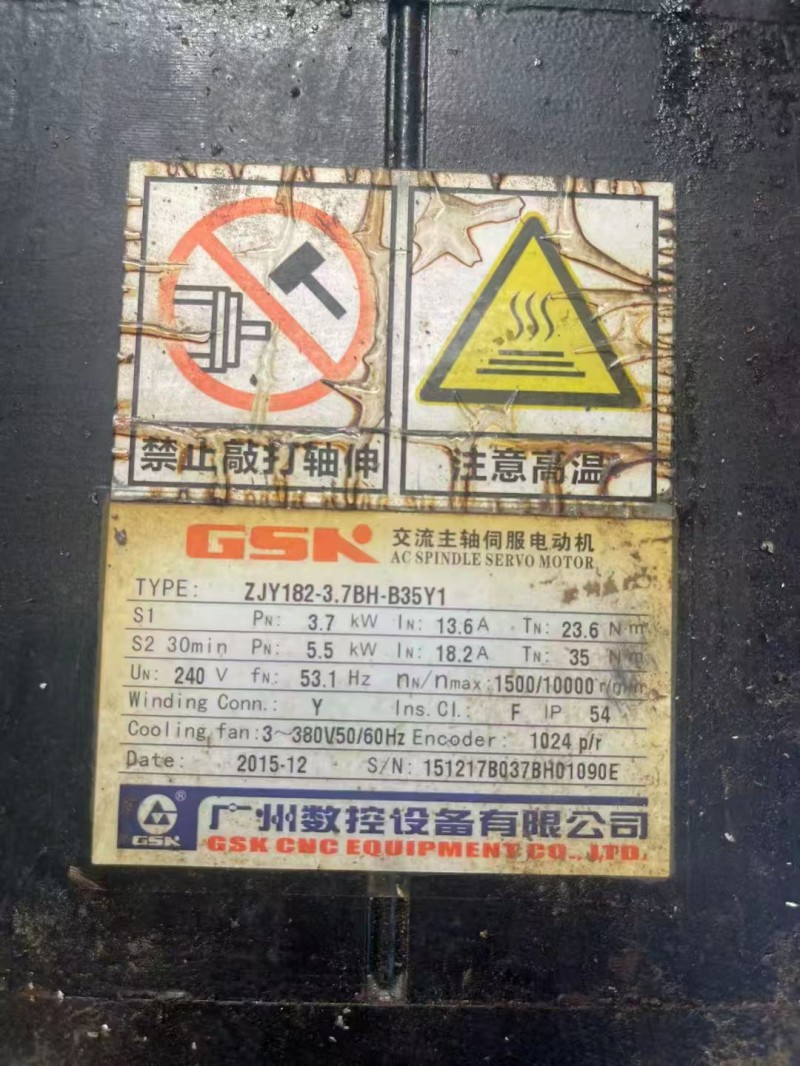 禁止敲打轴伸
注意高温
GSK 交流主轴伺服电动机
AC SPINDLE SERVO MOTOR
TYPE: ZJY182-3.7BH-B35Y1
S1 PN: 3.7 kW IN: 13.6 A TN: 23.6 N m
S2 30min PN: 5.5 kW IN: 18.2 A TN: 35 N m
UN: 240 V fN: 53.1 Hz nN/nmax: 1500/10000 r/min
Winding Conn.: Y Ins.Cl.: F IP 54
Cooling fan: 3~380V/50/60Hz Encoder: 1024 p/r
Date: 2015-12 S/N: 151217B037BH01090E
GSK ® 广州数控设备有限公司
GSK CNC EQUIPMENT CO.,LTD.